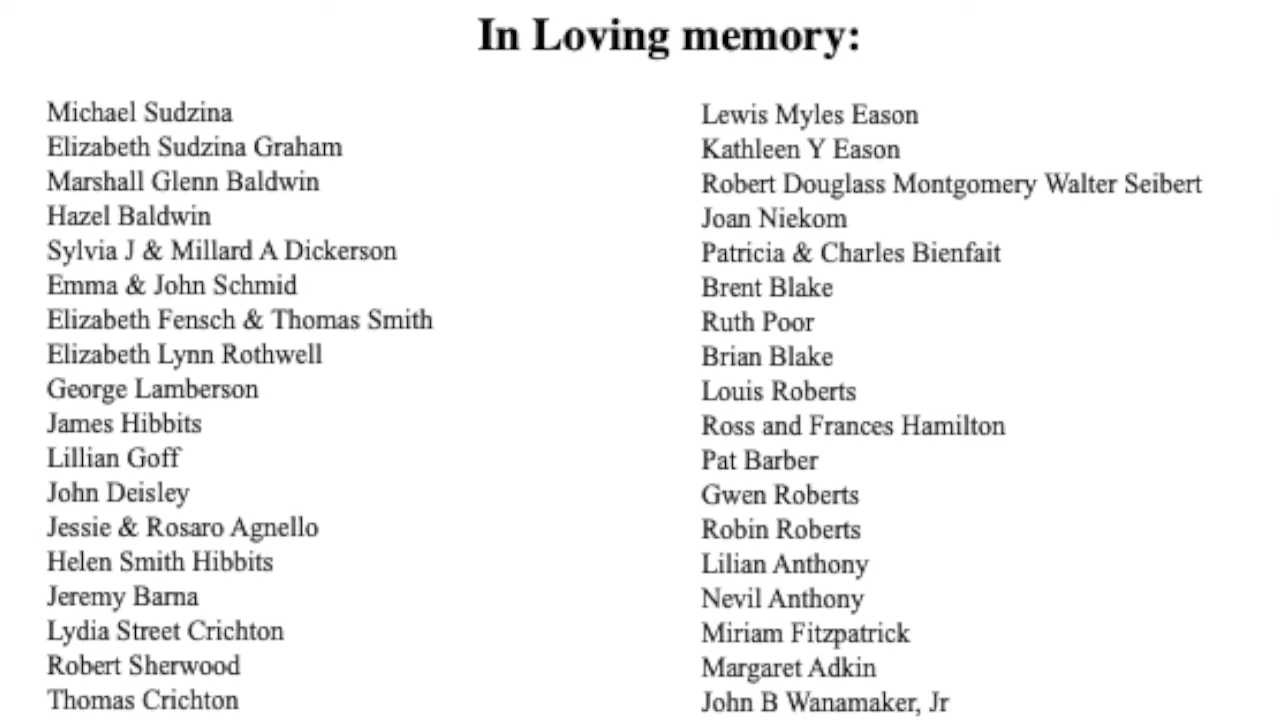 In Loving memory:
Michael Sudzina
Elizabeth Sudzina Graham
Marshall Glenn Baldwin
Hazel Baldwin
Sylvia J & Millard A Dickerson
Emma & John Schmid
Elizabeth Fensch & Thomas Smith
Elizabeth Lynn Rothwell
George Lamberson
James Hibbits
Lillian Goff
John Deisley
Jessie & Rosaro Agnello
Helen Smith Hibbits
Jeremy Barna
Lydia Street Crichton
Robert Sherwood
Thomas Crichton
Lewis Myles Eason
Kathleen Y Eason
Robert Douglass Montgomery Walter Seibert
Joan Niekom
Patricia & Charles Bienfait
Brent Blake
Ruth Poor
Brian Blake
Louis Roberts
Ross and Frances Hamilton
Pat Barber
Gwen Roberts
Robin Roberts
Lilian Anthony
Nevil Anthony
Miriam Fitzpatrick
Margaret Adkin
John B Wanamaker, Jr